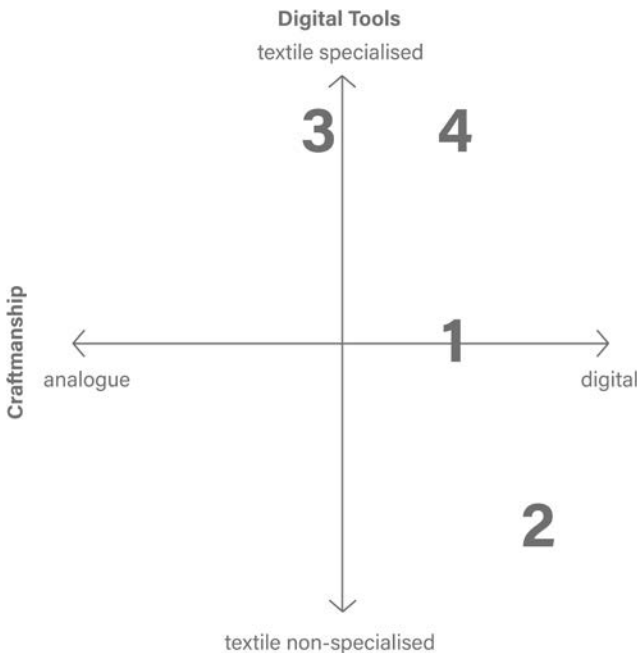 Digital Tools
textile specialised
3
4
Craftmanship
1
analogue
digital
2
textile non-specialised